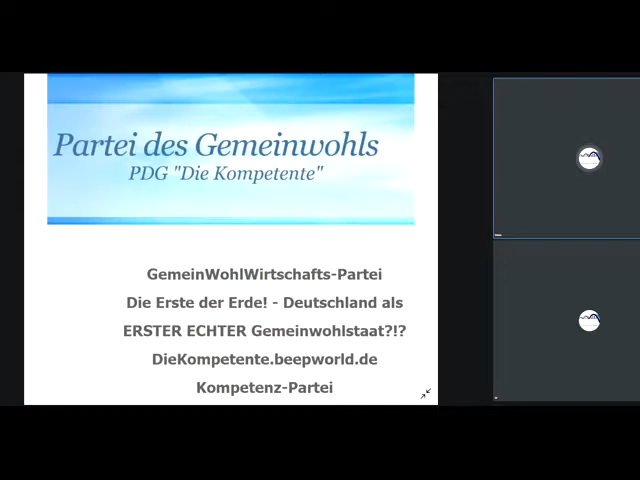 Partei des Gemeinwohls
PDG "Die Kompetente"
GemeinWohlWirtschafts-Partei
Die Erste der Erde! - Deutschland als
ERSTER ECHTER Gemeinwohlstaat?!?
DieKompetente.beepworld.de
Kompetenz-Partei